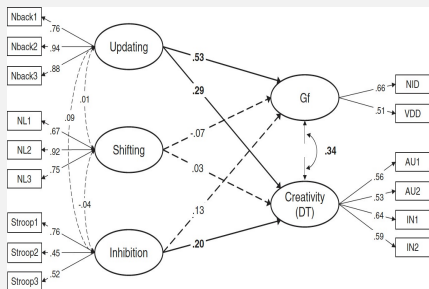 Nback1
.76
Nback2
.94
Nback3
.88
Updating
.53
.29
.01
.09
NL1
.67
NL2
.92
NL3
.75
Shifting
-.07
.03
-.04
Stroop1
.76
Stroop2
.45
Stroop3
.52
Inhibition
.13
.20
Gf
.66
NID
.51
VDD
.34
Creativity
(DT)
.56
AU1
.53
AU2
.64
IN1
.59
IN2